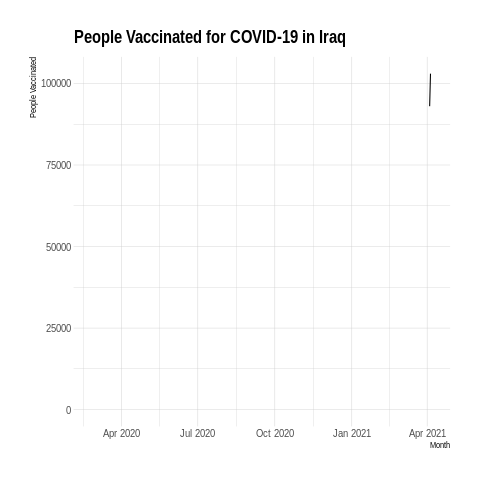 People Vaccinated for COVID-19 in Iraq
People Vaccinated
100000
75000
50000
25000
0
Apr 2020 Jul 2020 Oct 2020 Jan 2021 Apr 2021
Month